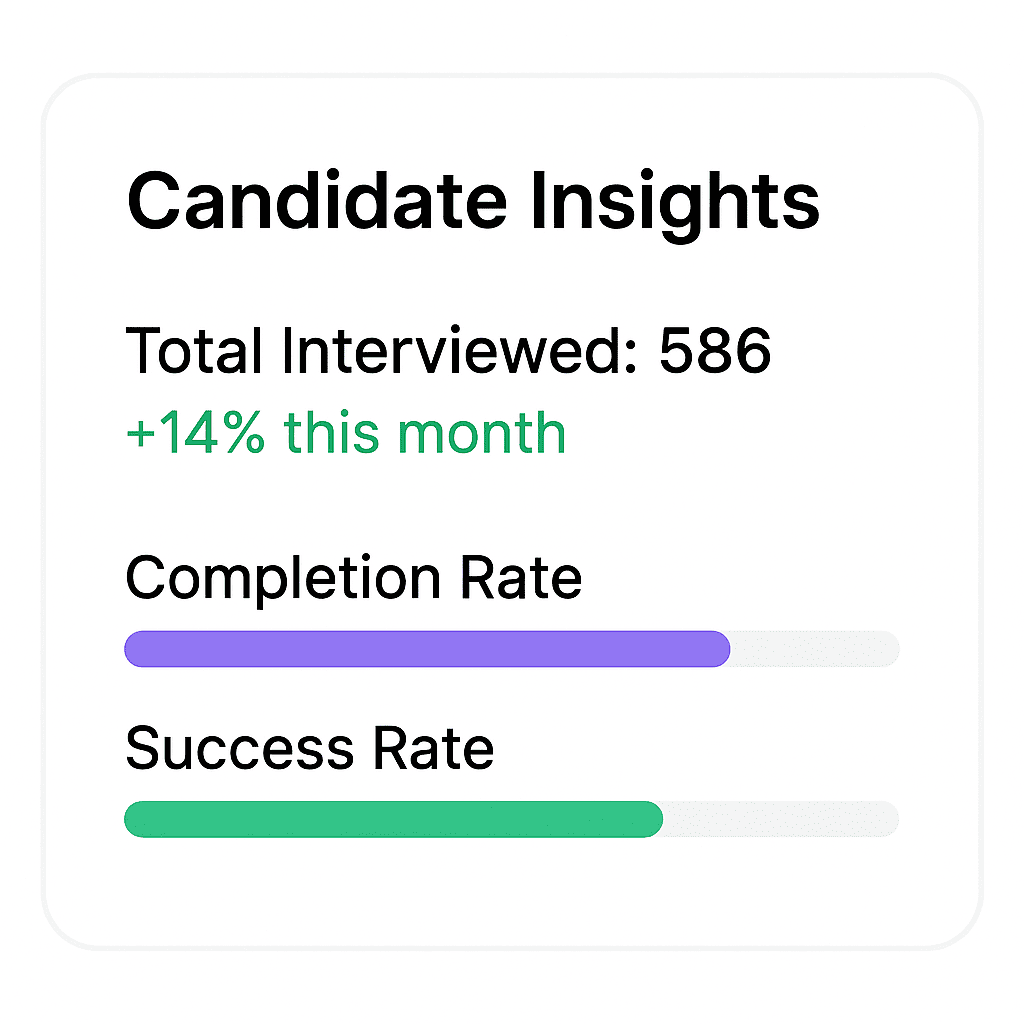 Candidate Insights
Total Interviewed: 586
+14% this month
Completion Rate
Success Rate